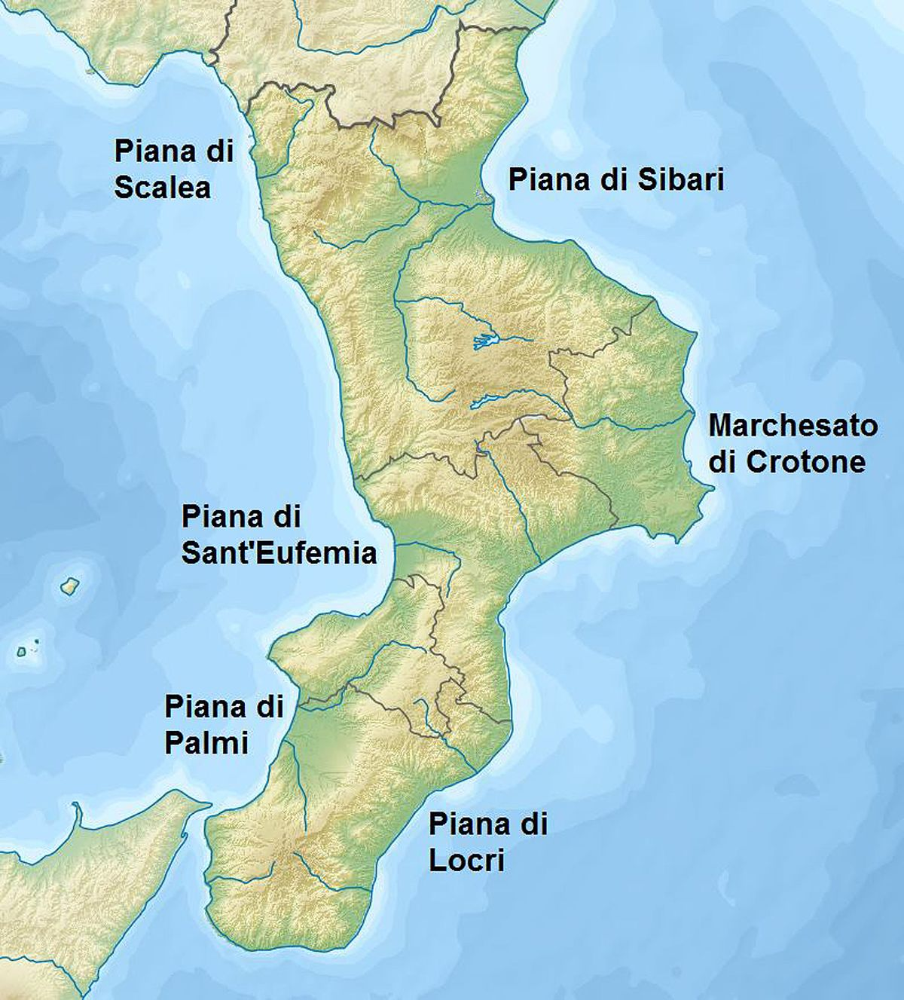 Piana di
Scalea
Piana di Sibari
Marchesato
di Crotone
Piana di
Sant'Eufemia
Piana di
Palmi
Piana di
Locri